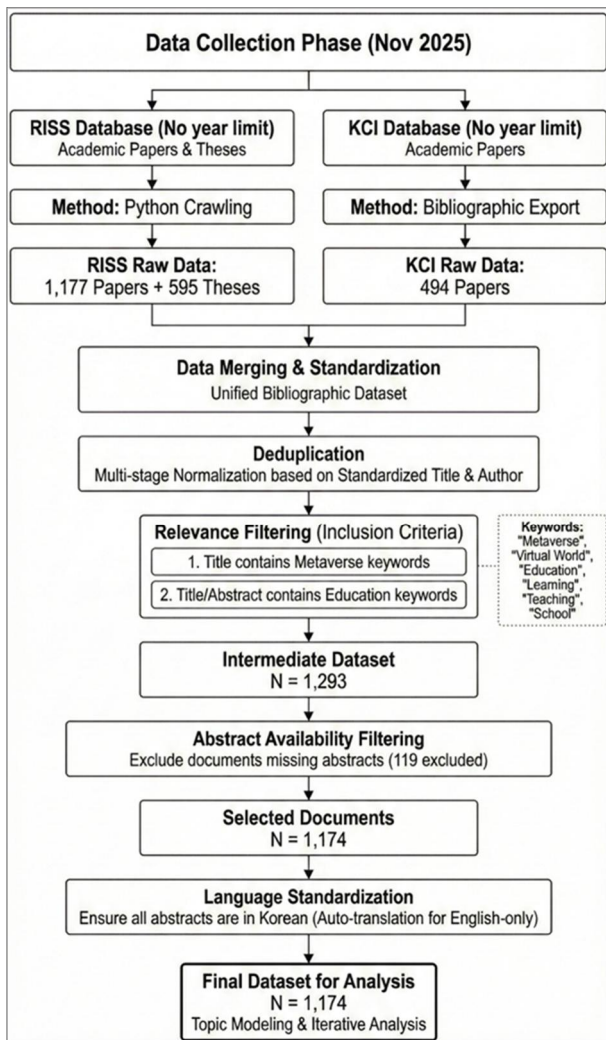 Data Collection Phase (Nov 2025)
RISS Database (No year limit)
Academic Papers & Theses
KCI Database (No year limit)
Academic Papers
Method: Python Crawling
Method: Bibliographic Export
RISS Raw Data:
1,177 Papers + 595 Theses
KCI Raw Data:
494 Papers
Data Merging & Standardization
Unified Bibliographic Dataset
Deduplication
Multi-stage Normalization based on Standardized Title & Author
Relevance Filtering (Inclusion Criteria)
1. Title contains Metaverse keywords
2. Title/Abstract contains Education keywords
Keywords:
"Metaverse",
"Virtual World",
"Education",
"Learning",
"Teaching",
"School"
Intermediate Dataset
N = 1,293
Abstract Availability Filtering
Exclude documents missing abstracts (119 excluded)
Selected Documents
N = 1,174
Language Standardization
Ensure all abstracts are in Korean (Auto-translation for English-only)
Final Dataset for Analysis
N = 1,174
Topic Modeling & Iterative Analysis